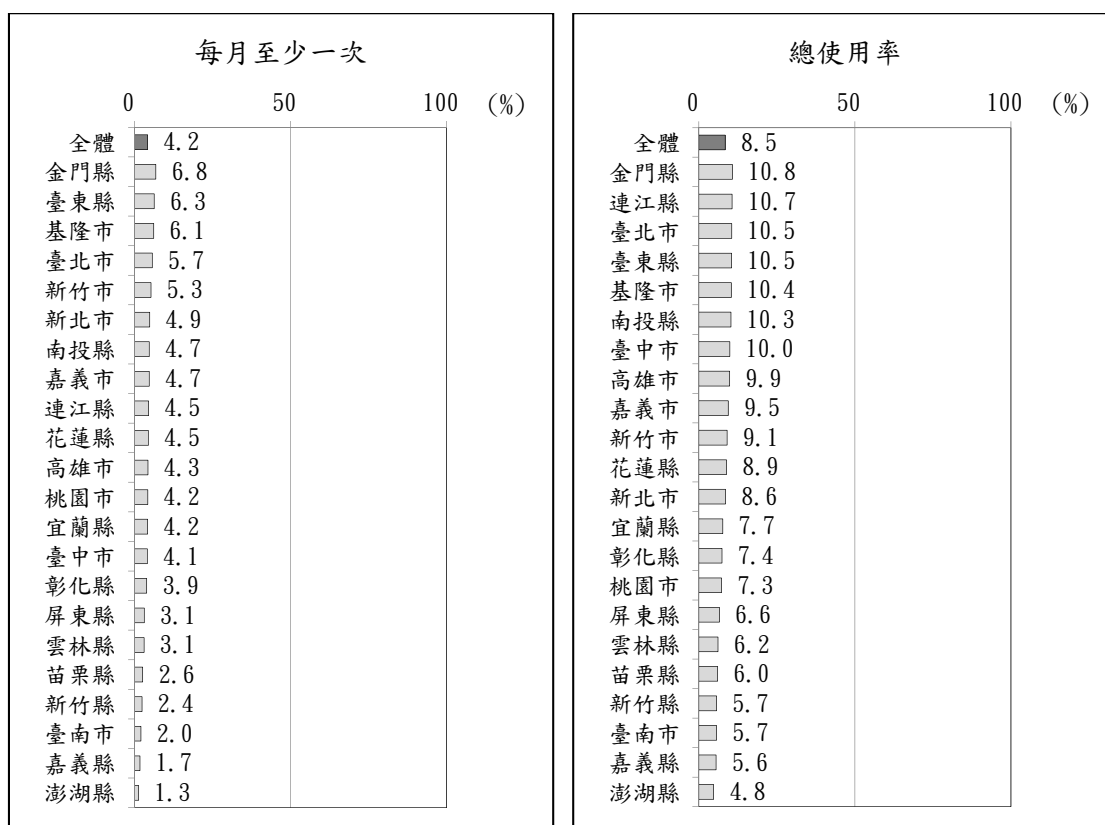 每月至少一次
0 50 100 (%)
全體 4.2
金門縣 6.8
臺東縣 6.3
基隆市 6.1
臺北市 5.7
新竹市 5.3
新北市 4.9
南投縣 4.7
嘉義市 4.7
連江縣 4.5
花蓮縣 4.5
高雄市 4.3
桃園市 4.2
宜蘭縣 4.2
臺中市 4.1
彰化縣 3.9
屏東縣 3.1
雲林縣 3.1
苗栗縣 2.6
新竹縣 2.4
臺南市 2.0
嘉義縣 1.7
澎湖縣 1.3
總使用率
0 50 100 (%)
全體 8.5
金門縣 10.8
連江縣 10.7
臺北市 10.5
臺東縣 10.5
基隆市 10.4
南投縣 10.3
臺中市 10.0
高雄市 9.9
嘉義市 9.5
新竹市 9.1
花蓮縣 8.9
新北市 8.6
宜蘭縣 7.7
彰化縣 7.4
桃園市 7.3
屏東縣 6.6
雲林縣 6.2
苗栗縣 6.0
新竹縣 5.7
臺南市 5.7
嘉義縣 5.6
澎湖縣 4.8